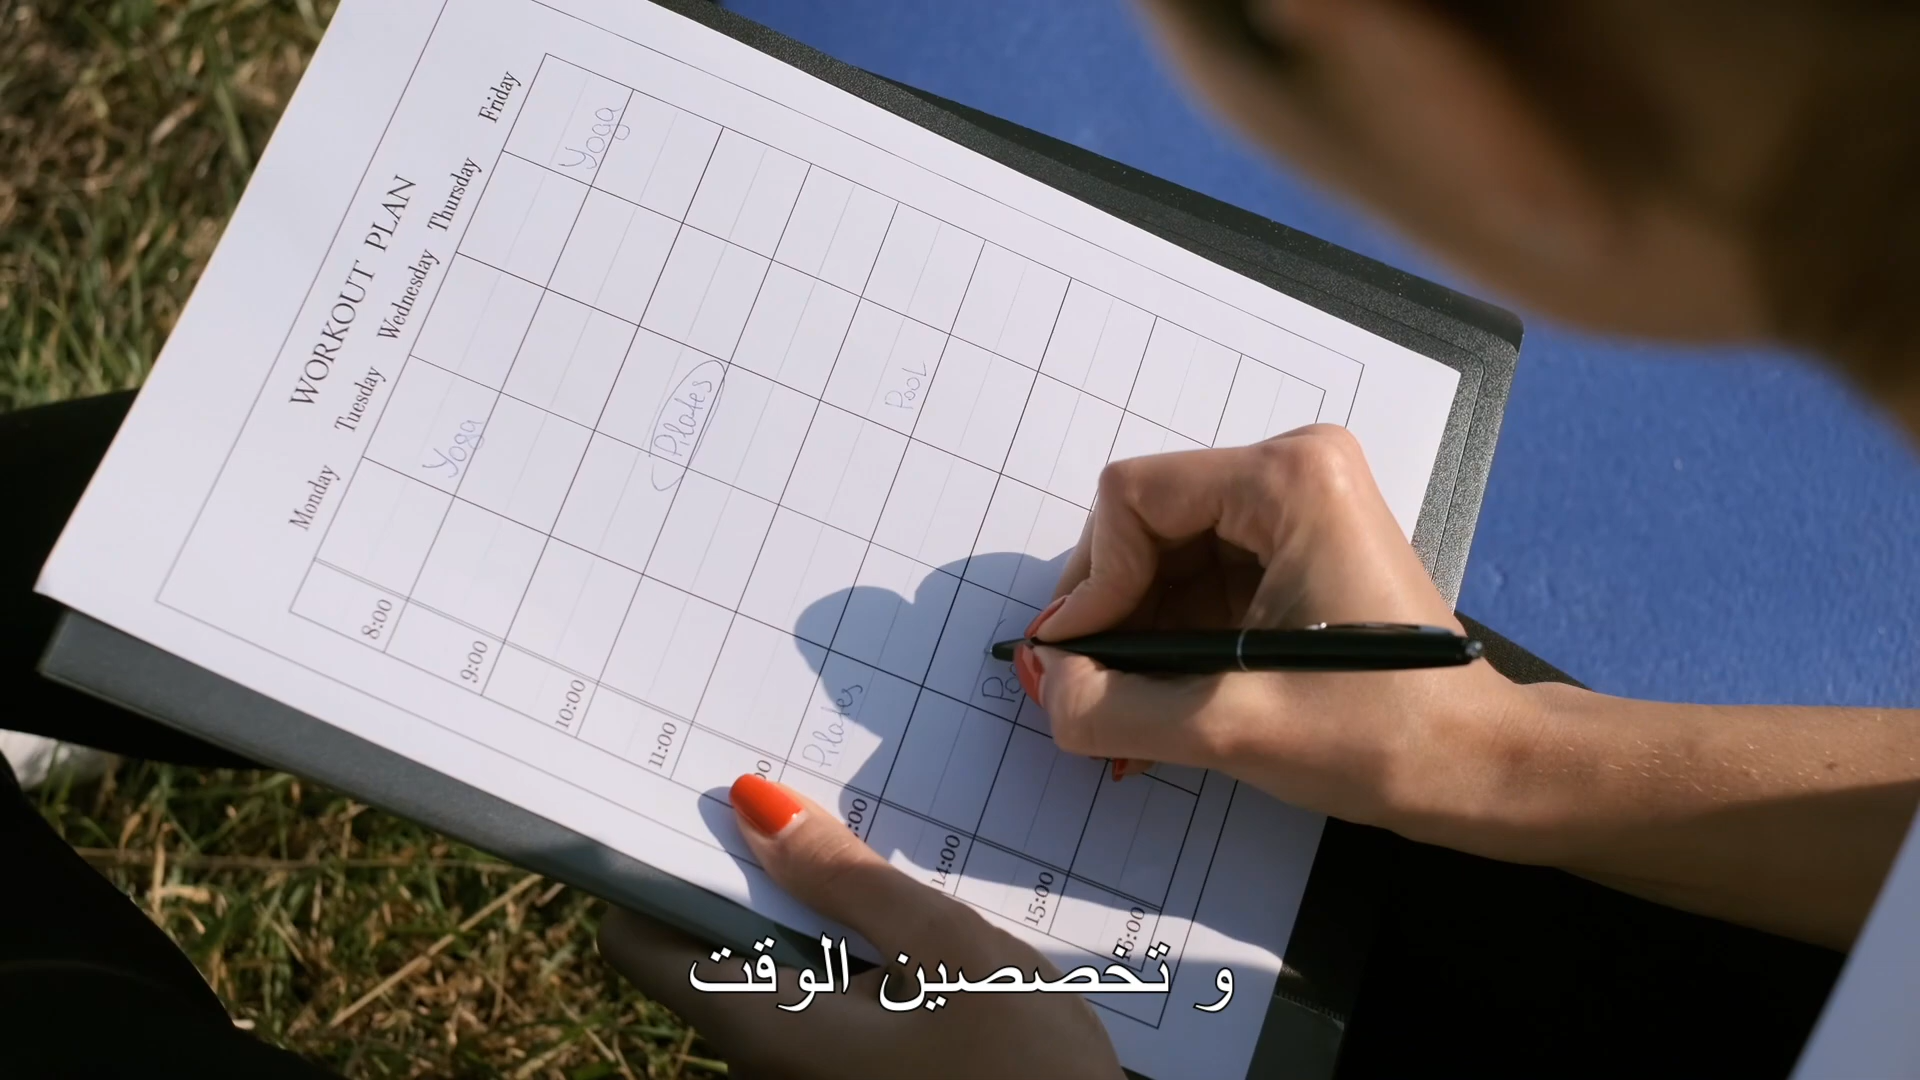 WORKOUT PLAN
Monday Tuesday Wednesday Thursday Friday
8:00
Yoga
Yoga
9:00
10:00
Pilates
11:00
Pilates
Pool
14:00
15:00
و تخصصين الوقت